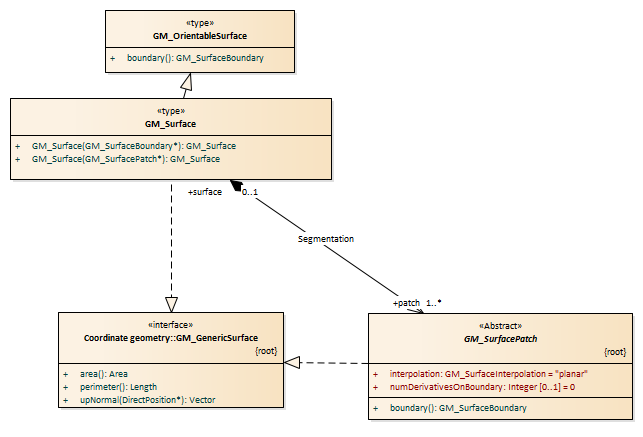 «type»
GM_OrientableSurface
+ boundary(): GM_SurfaceBoundary
«type»
GM_Surface
+ GM_Surface(GM_SurfaceBoundary*): GM_Surface
+ GM_Surface(GM_SurfacePatch*): GM_Surface
+surface 0..1
Segmentation
+patch 1..*
«interface»
Coordinate geometry::GM_GenericSurface
{root}
+ area(): Area
+ perimeter(): Length
+ upNormal(DirectPosition*): Vector
«Abstract»
GM_SurfacePatch
{root}
+ interpolation: GM_SurfaceInterpolation = "planar"
+ numDerivativesOnBoundary: Integer [0..1] = 0
+ boundary(): GM_SurfaceBoundary